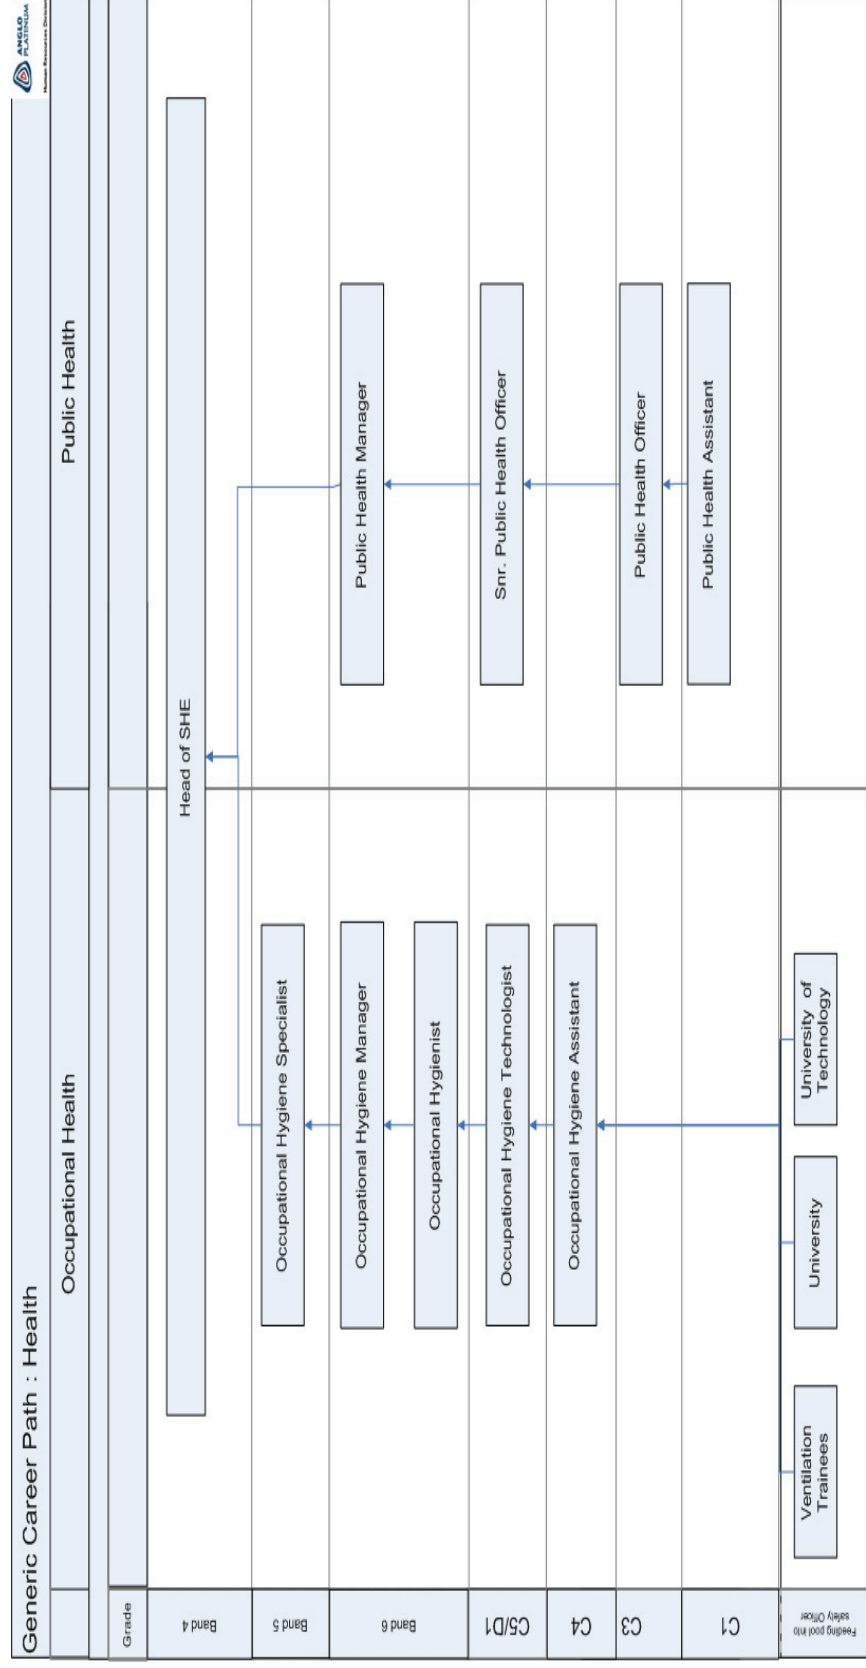 Generic Career Path : Health
ANGLO
PLATINUM
Human Resources Division
Occupational Health
Public Health
Grade
Band 4
Head of SHE
Band 5
Occupational Hygiene Specialist
Band 6
Occupational Hygiene Manager
Public Health Manager
Occupational Hygienist
C5/D1
Occupational Hygiene Technologist
Snr. Public Health Officer
C4
Occupational Hygiene Assistant
C3
Public Health Officer
C1
Public Health Assistant
Feeding pool into
safety Officer
Ventilation
Trainees
University
University of
Technology